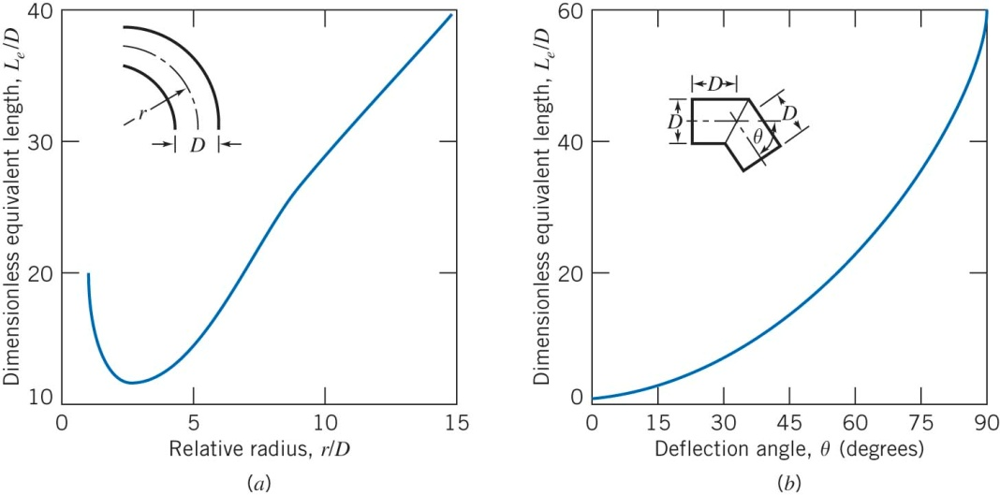 Dimensionless equivalent length, Lₑ/D
40
30
20
10
0
5
10
15
r
D
Relative radius, r/D
(a)
Dimensionless equivalent length, Lₑ/D
60
40
20
0
0
15
30
45
60
75
90
D
D
D
θ
Deflection angle, θ (degrees)
(b)